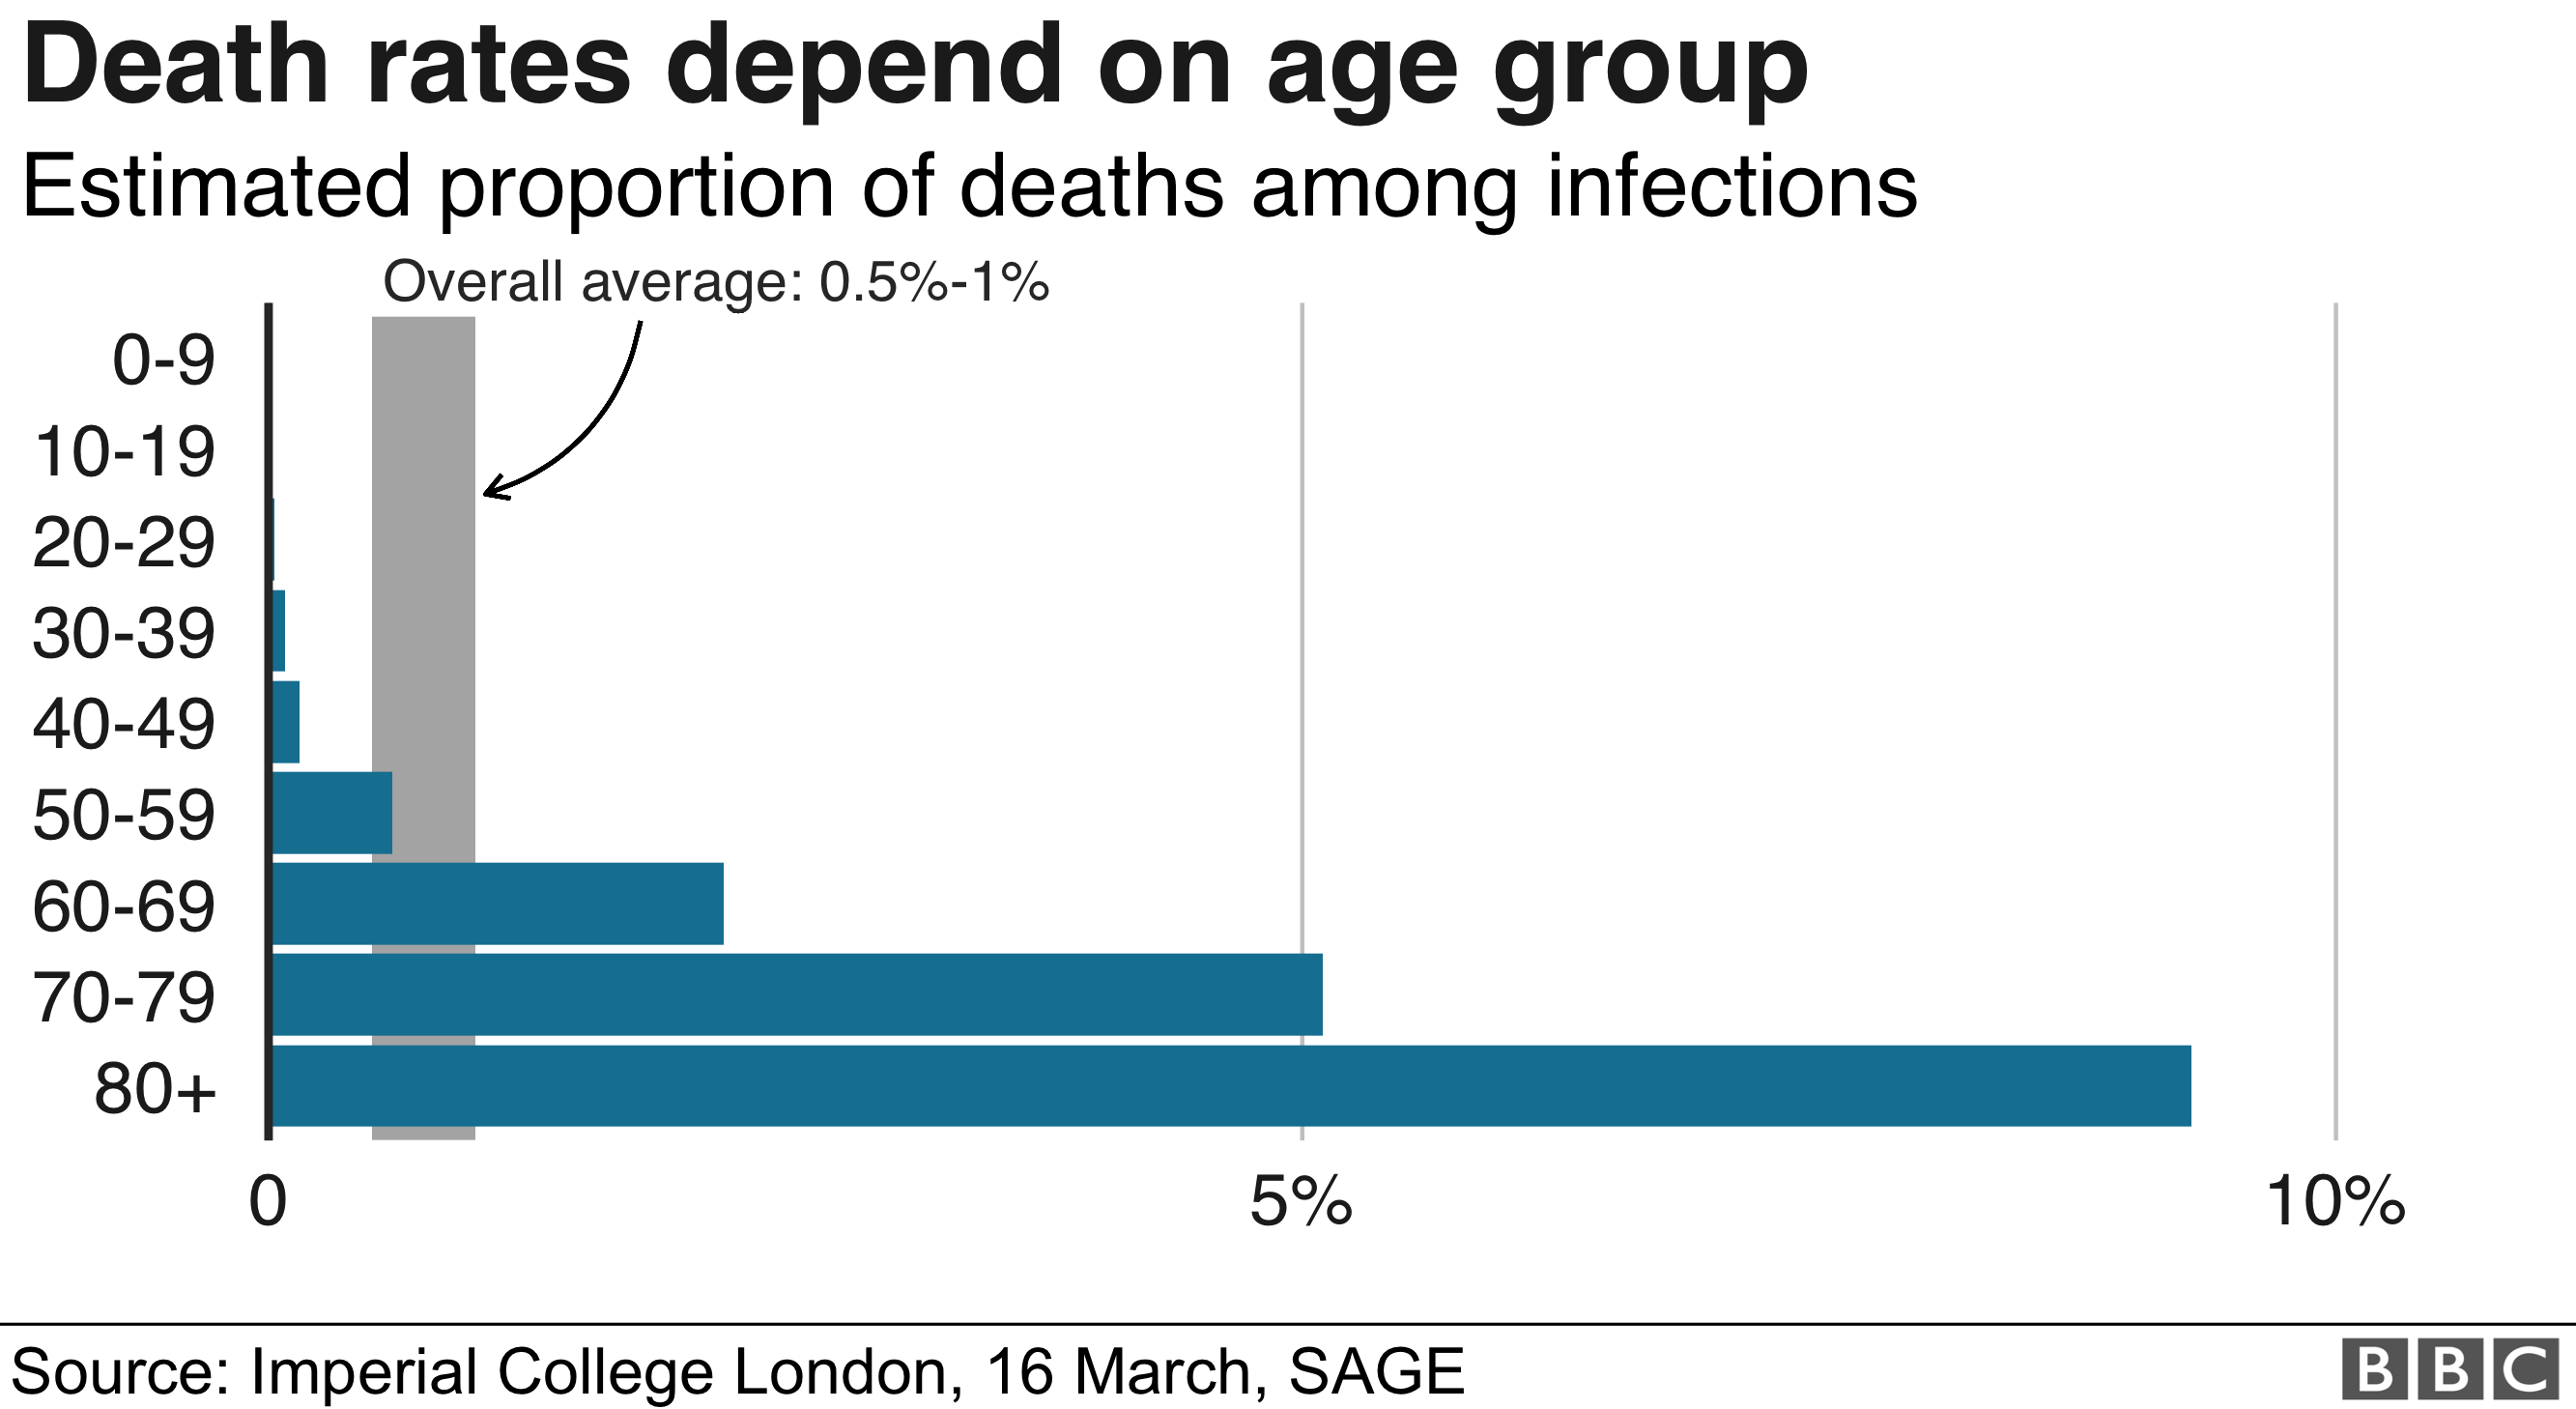 Death rates depend on age group
Estimated proportion of deaths among infections
Overall average: 0.5%-1%
0-9
10-19
20-29
30-39
40-49
50-59
60-69
70-79
80+
0 5% 10%
Source: Imperial College London, 16 March, SAGE BBC